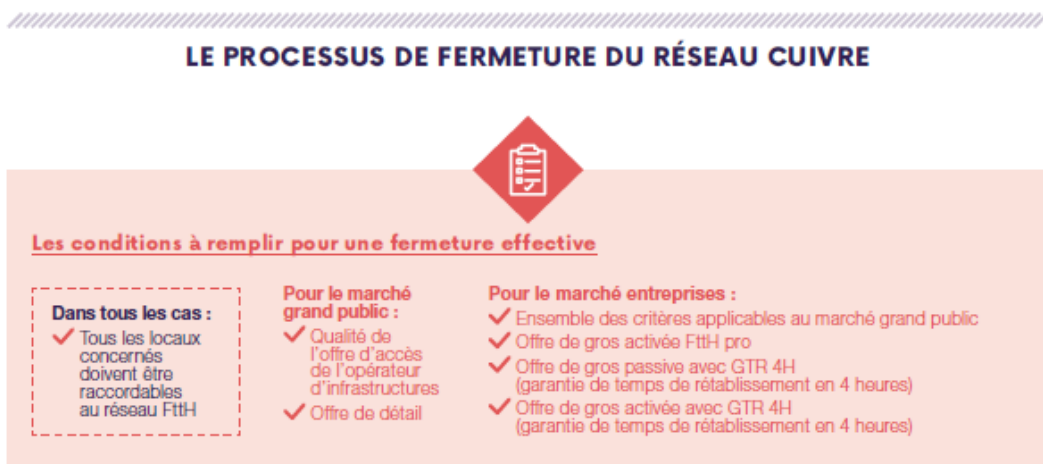 LE PROCESSUS DE FERMETURE DU RÉSEAU CUIVRE
Les conditions à remplir pour une fermeture effective
Dans tous les cas :
Tous les locaux
concernés
doivent être
raccordables
au réseau FttH
Pour le marché
grand public :
Qualité de
l'offre d'accès
de l'opérateur
d'infrastructures
Offre de détail
Pour le marché entreprises :
Ensemble des critères applicables au marché grand public
Offre de gros activée FttH pro
Offre de gros passive avec GTR 4H
(garantie de temps de rétablissement en 4 heures)
Offre de gros activée avec GTR 4H
(garantie de temps de rétablissement en 4 heures)